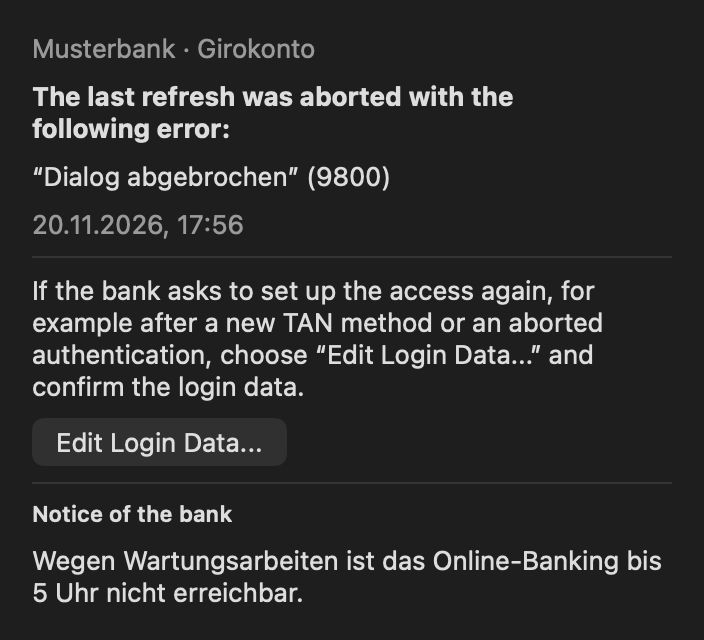 Musterbank · Girokonto
The last refresh was aborted with the
following error:
“Dialog abgebrochen” (9800)
20.11.2026, 17:56
If the bank asks to set up the access again, for
example after a new TAN method or an aborted
authentication, choose “Edit Login Data...” and
confirm the login data.
Edit Login Data...
Notice of the bank
Wegen Wartungsarbeiten ist das Online-Banking bis
5 Uhr nicht erreichbar.